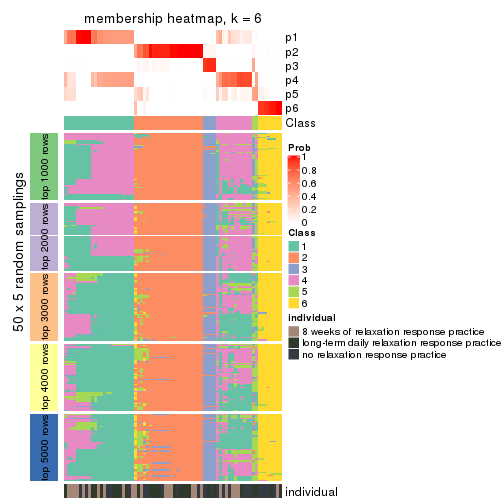 membership heatmap, k = 6
p1
p2
p3
p4
p5
p6
Class
50 x 5 random samplings
top 1000 rows
top 2000 rows
top 3000 rows
top 4000 rows
top 5000 rows
individual
Prob
1
0.8
0.6
0.4
0.2
0
Class
1
2
3
4
5
6
individual
8 weeks of relaxation response practice
long-term daily relaxation response practice
no relaxation response practice